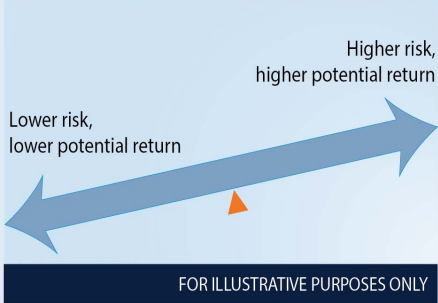 Higher risk,
higher potential return
Lower risk,
lower potential return
FOR ILLUSTRATIVE PURPOSES ONLY